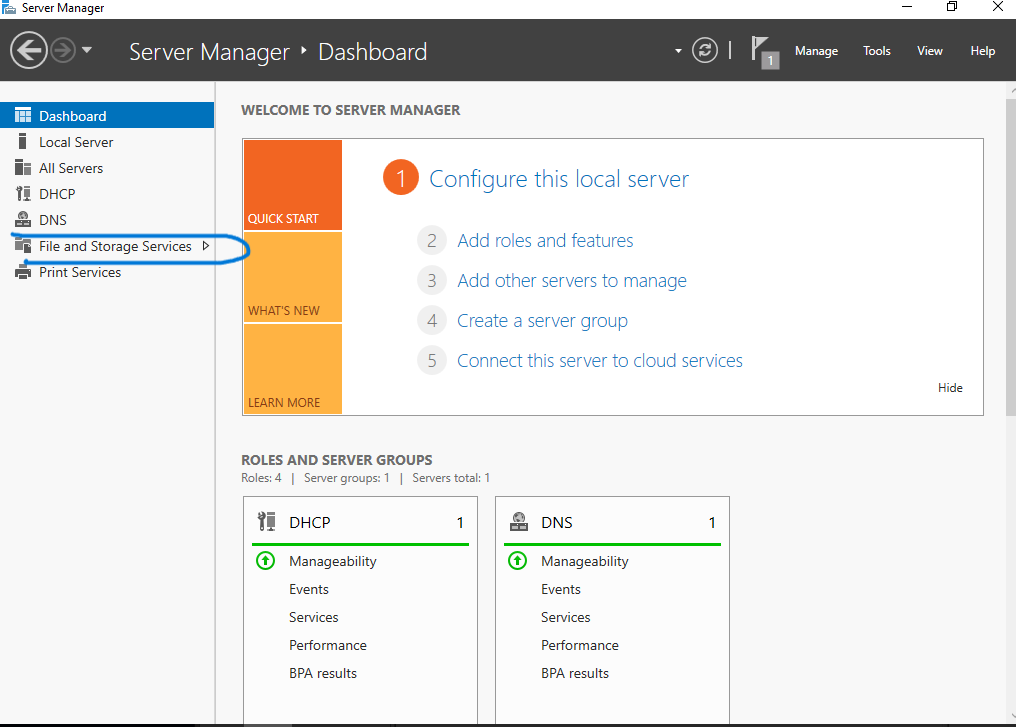 Server Manager
Server Manager ‣ Dashboard
1
Manage
Tools
View
Help
Dashboard
Local Server
All Servers
DHCP
DNS
File and Storage Services
Print Services
WELCOME TO SERVER MANAGER
QUICK START
WHAT'S NEW
LEARN MORE
1 Configure this local server
2 Add roles and features
3 Add other servers to manage
4 Create a server group
5 Connect this server to cloud services
Hide
ROLES AND SERVER GROUPS
Roles: 4 | Server groups: 1 | Servers total: 1
DHCP 1
Manageability
Events
Services
Performance
BPA results
DNS 1
Manageability
Events
Services
Performance
BPA results